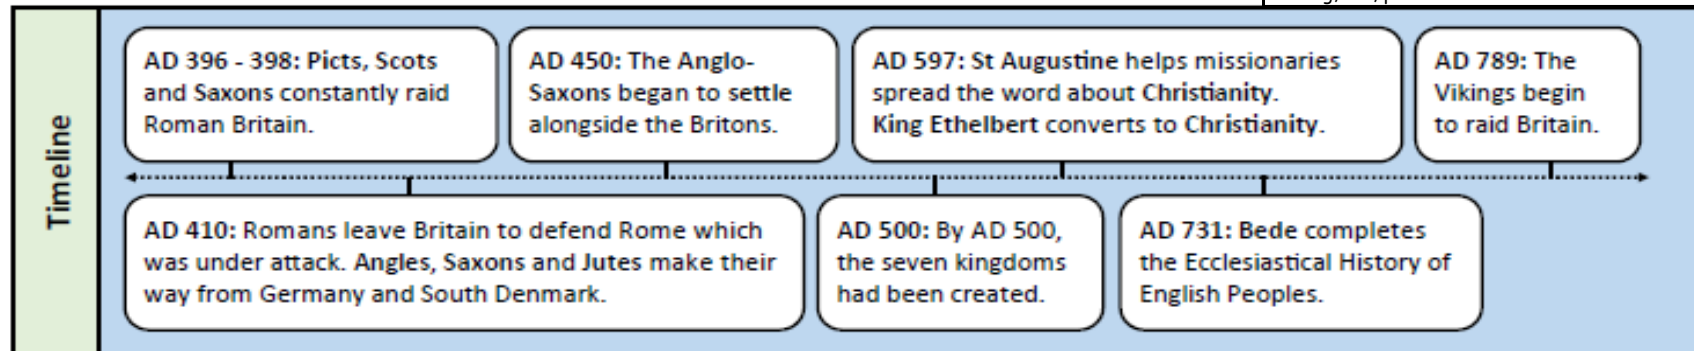 Timeline
AD 396 - 398: Picts, Scots
and Saxons constantly raid
Roman Britain.
AD 410: Romans leave Britain to defend Rome which
was under attack. Angles, Saxons and Jutes make their
way from Germany and South Denmark.
AD 450: The Anglo-
Saxons began to settle
alongside the Britons.
AD 500: By AD 500,
the seven kingdoms
had been created.
AD 597: St Augustine helps missionaries
spread the word about Christianity.
King Ethelbert converts to Christianity.
AD 731: Bede completes
the Ecclesiastical History of
English Peoples.
AD 789: The
Vikings begin
to raid Britain.